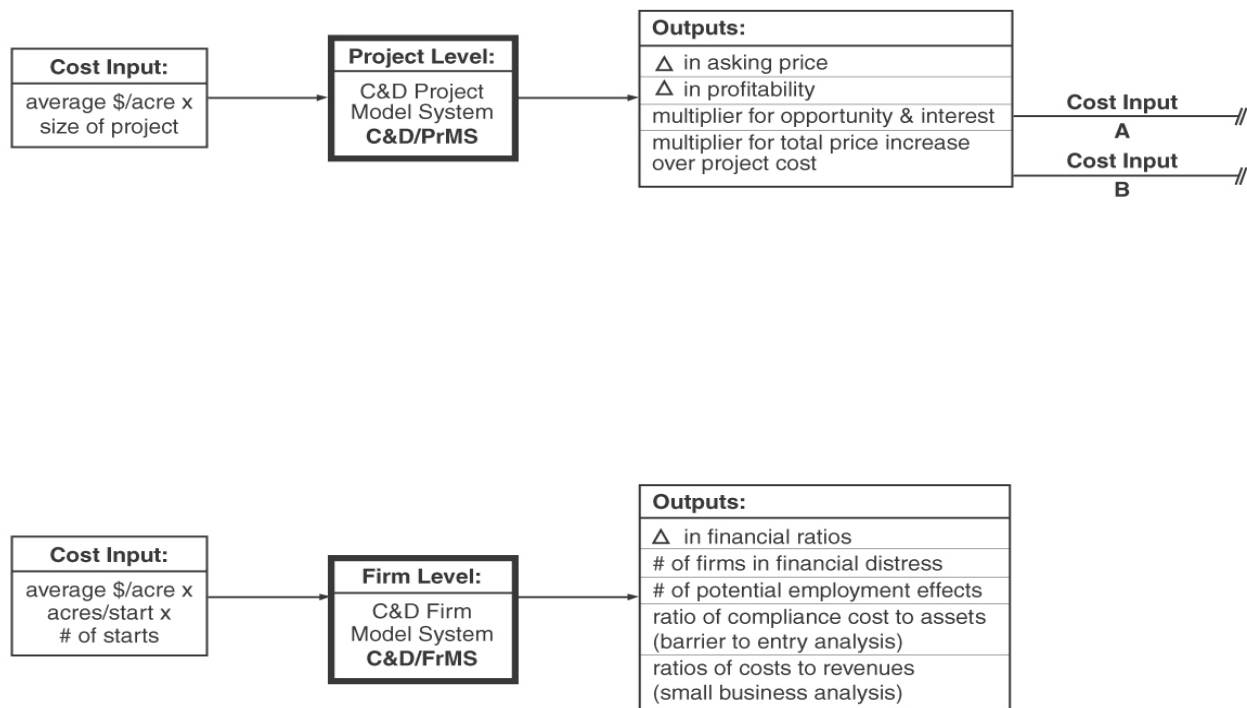 Cost Input:
average $/acre x
size of project
Project Level:
C&D Project
Model System
C&D/PrMS
Outputs:
Δ in asking price
Δ in profitability
multiplier for opportunity & interest
multiplier for total price increase
over project cost
Cost Input
A
Cost Input
B
Cost Input:
average $/acre x
acres/start x
# of starts
Firm Level:
C&D Firm
Model System
C&D/FrMS
Outputs:
Δ in financial ratios
# of firms in financial distress
# of potential employment effects
ratio of compliance cost to assets
(barrier to entry analysis)
ratios of costs to revenues
(small business analysis)